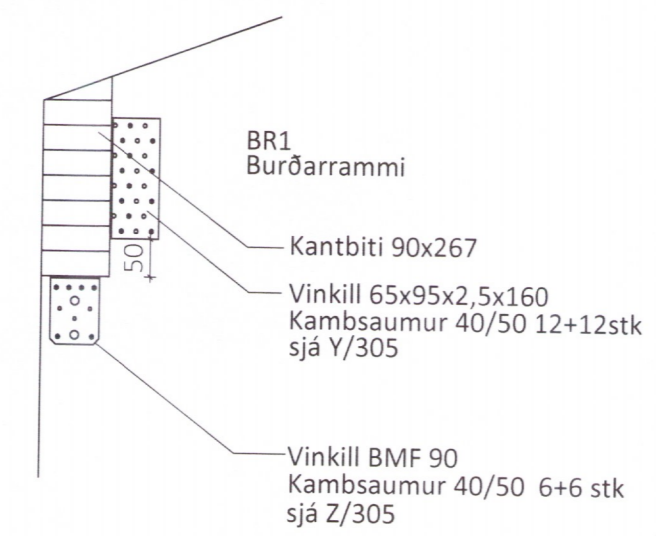 BR1
Burðarrammi
Kantbiti 90x267
50
Vinkill 65x95x2,5x160
Kambsaumur 40/50 12+12stk
sjá Y/305
Vinkill BMF 90
Kambsaumur 40/50 6+6 stk
sjá Z/305